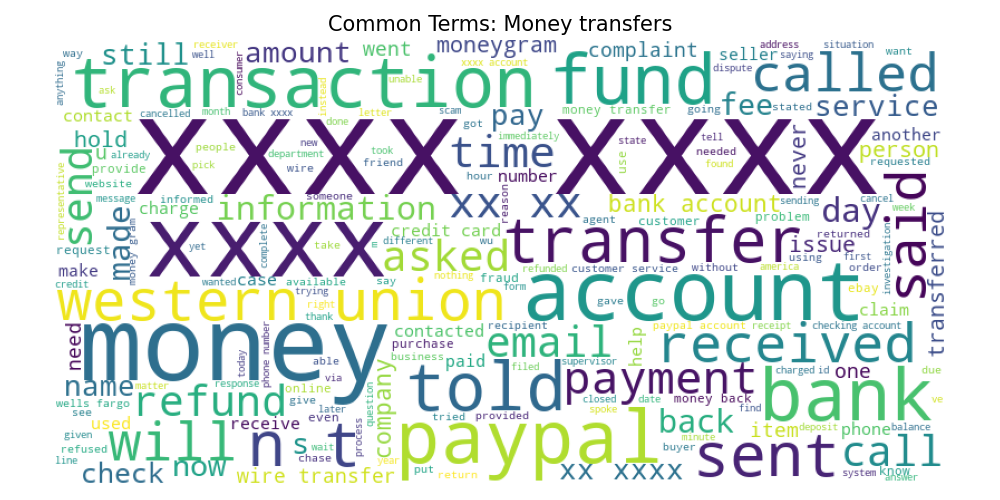 Common Terms: Money transfers
way
still
receiver
well
amount
consumer
went
moneygram
xxxx account
complaint
seller
address
saying
dispute
situation
want
called
anything
ask
transaction
instead
unable
fund
fee
stated
service
contact
cancelled
month
bank xxxx
done
letter
scam
got
pay
money transfer
going
hold
u
already
people
pick
new
department
wire
took
friend
XXXX XXXX
time
immediately
hour
number
state
use
tell
needed
found
never
another
person
requested
representative
send
provide
website
message
informed
someone
charge
information
xx xx
reason
bank account
sending
cancel
week
day
said
request
made
money gram
yet
xxxx
complete
take
m
different
credit card
asked
wu
agent
customer
problem
transfer
returned
issue
using
first
investigation
transferred
make
credit
wanted
case
available
say
nothing
fraud
refunded
customer service
without
america
order
ebay
western union
trying
right
thank
form
account
gave
go
claim
need
money
contacted
purchase
business
recipient
email
help
paypal account
receipt
checking account
received
name
matter
today
phone number
response
able
via
online
company
paid
filed
told
supervisor
payment
charged
id
one
due
wells fargo
see
refund
give
later
even
question
tried
provided
closed
spoke
date
money back
find
bank
ve
given
used
refused
line
will
receive
n t
s
wait
chase
process
year
paypal
minute
back
buyer
item
deposit
phone
balance
check
now
wire transfer
put
return
xx xxxx
sent
call
system
know
answer